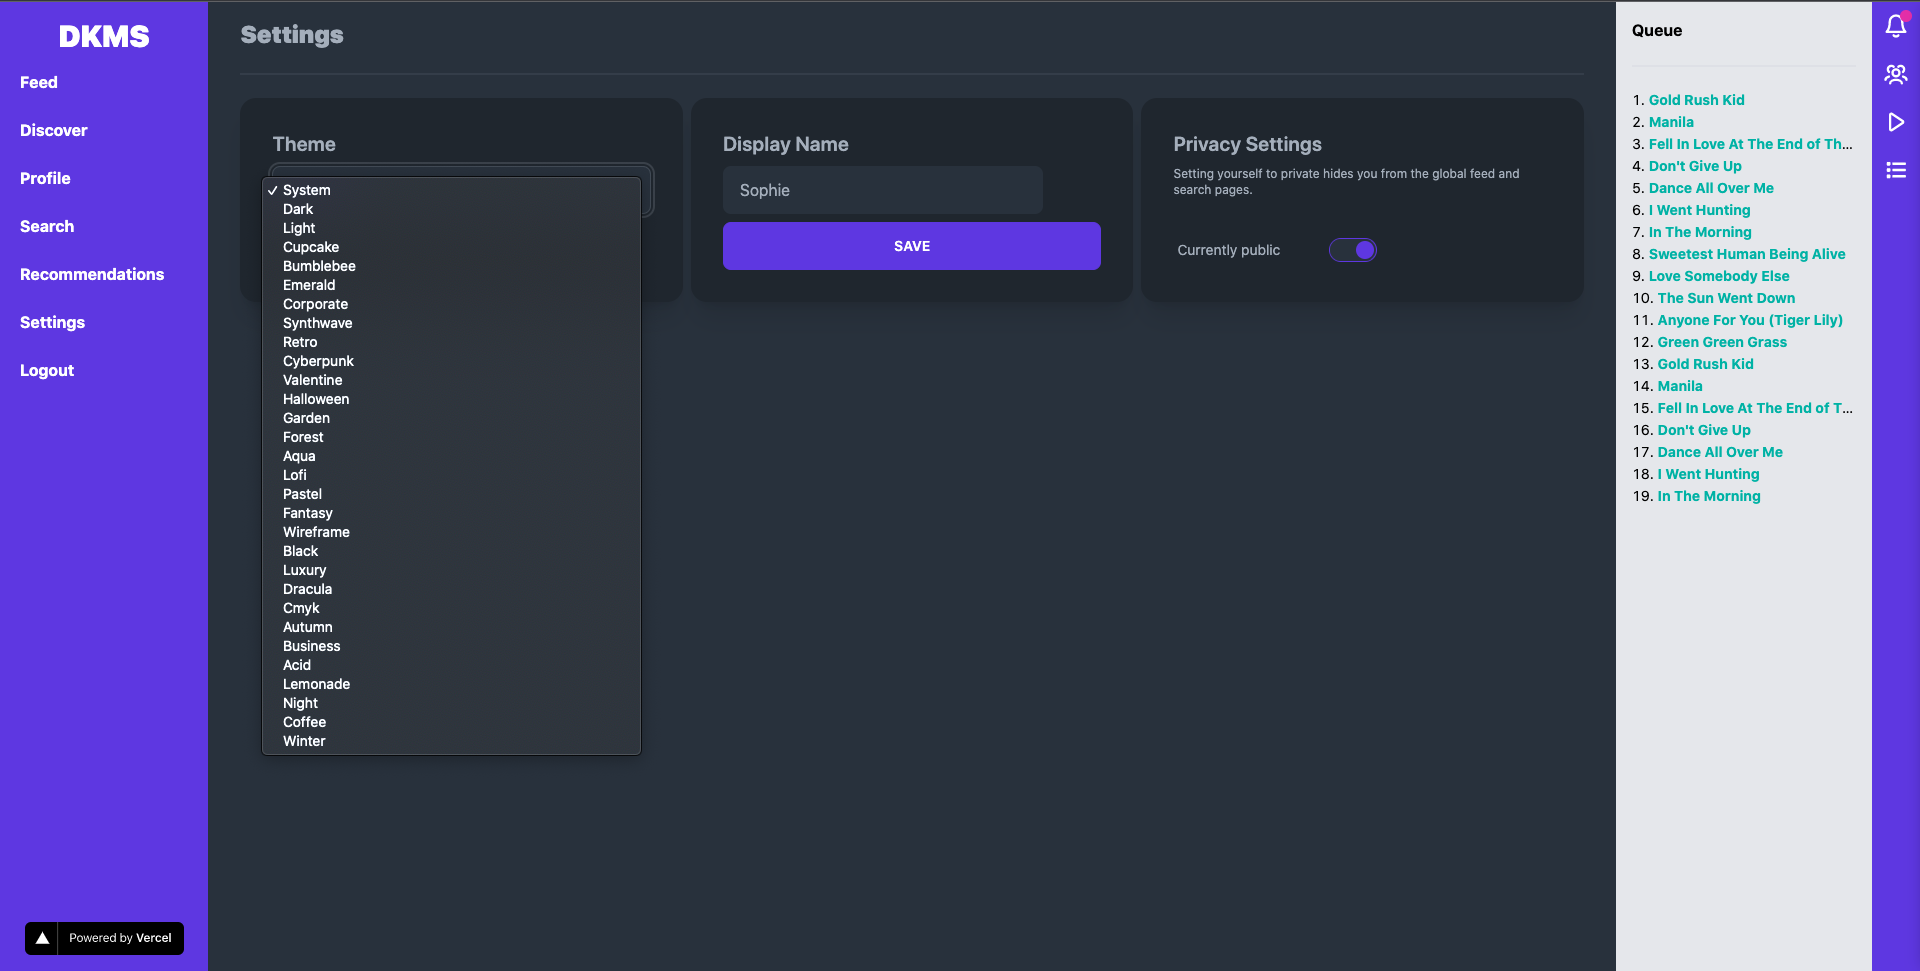 DKMS
Feed
Discover
Profile
Search
Recommendations
Settings
Logout
Powered by Vercel
Settings
Theme
System
Dark
Light
Cupcake
Bumblebee
Emerald
Corporate
Synthwave
Retro
Cyberpunk
Valentine
Halloween
Garden
Forest
Aqua
Lofi
Pastel
Fantasy
Wireframe
Black
Luxury
Dracula
Cmyk
Autumn
Business
Acid
Lemonade
Night
Coffee
Winter
Display Name
Sophie
SAVE
Privacy Settings
Setting yourself to private hides you from the global feed and
search pages.
Currently public
Queue
1. Gold Rush Kid
2. Manila
3. Fell In Love At The End of Th...
4. Don't Give Up
5. Dance All Over Me
6. I Went Hunting
7. In The Morning
8. Sweetest Human Being Alive
9. Love Somebody Else
10. The Sun Went Down
11. Anyone For You (Tiger Lily)
12. Green Green Grass
13. Gold Rush Kid
14. Manila
15. Fell In Love At The End of T...
16. Don't Give Up
17. Dance All Over Me
18. I Went Hunting
19. In The Morning